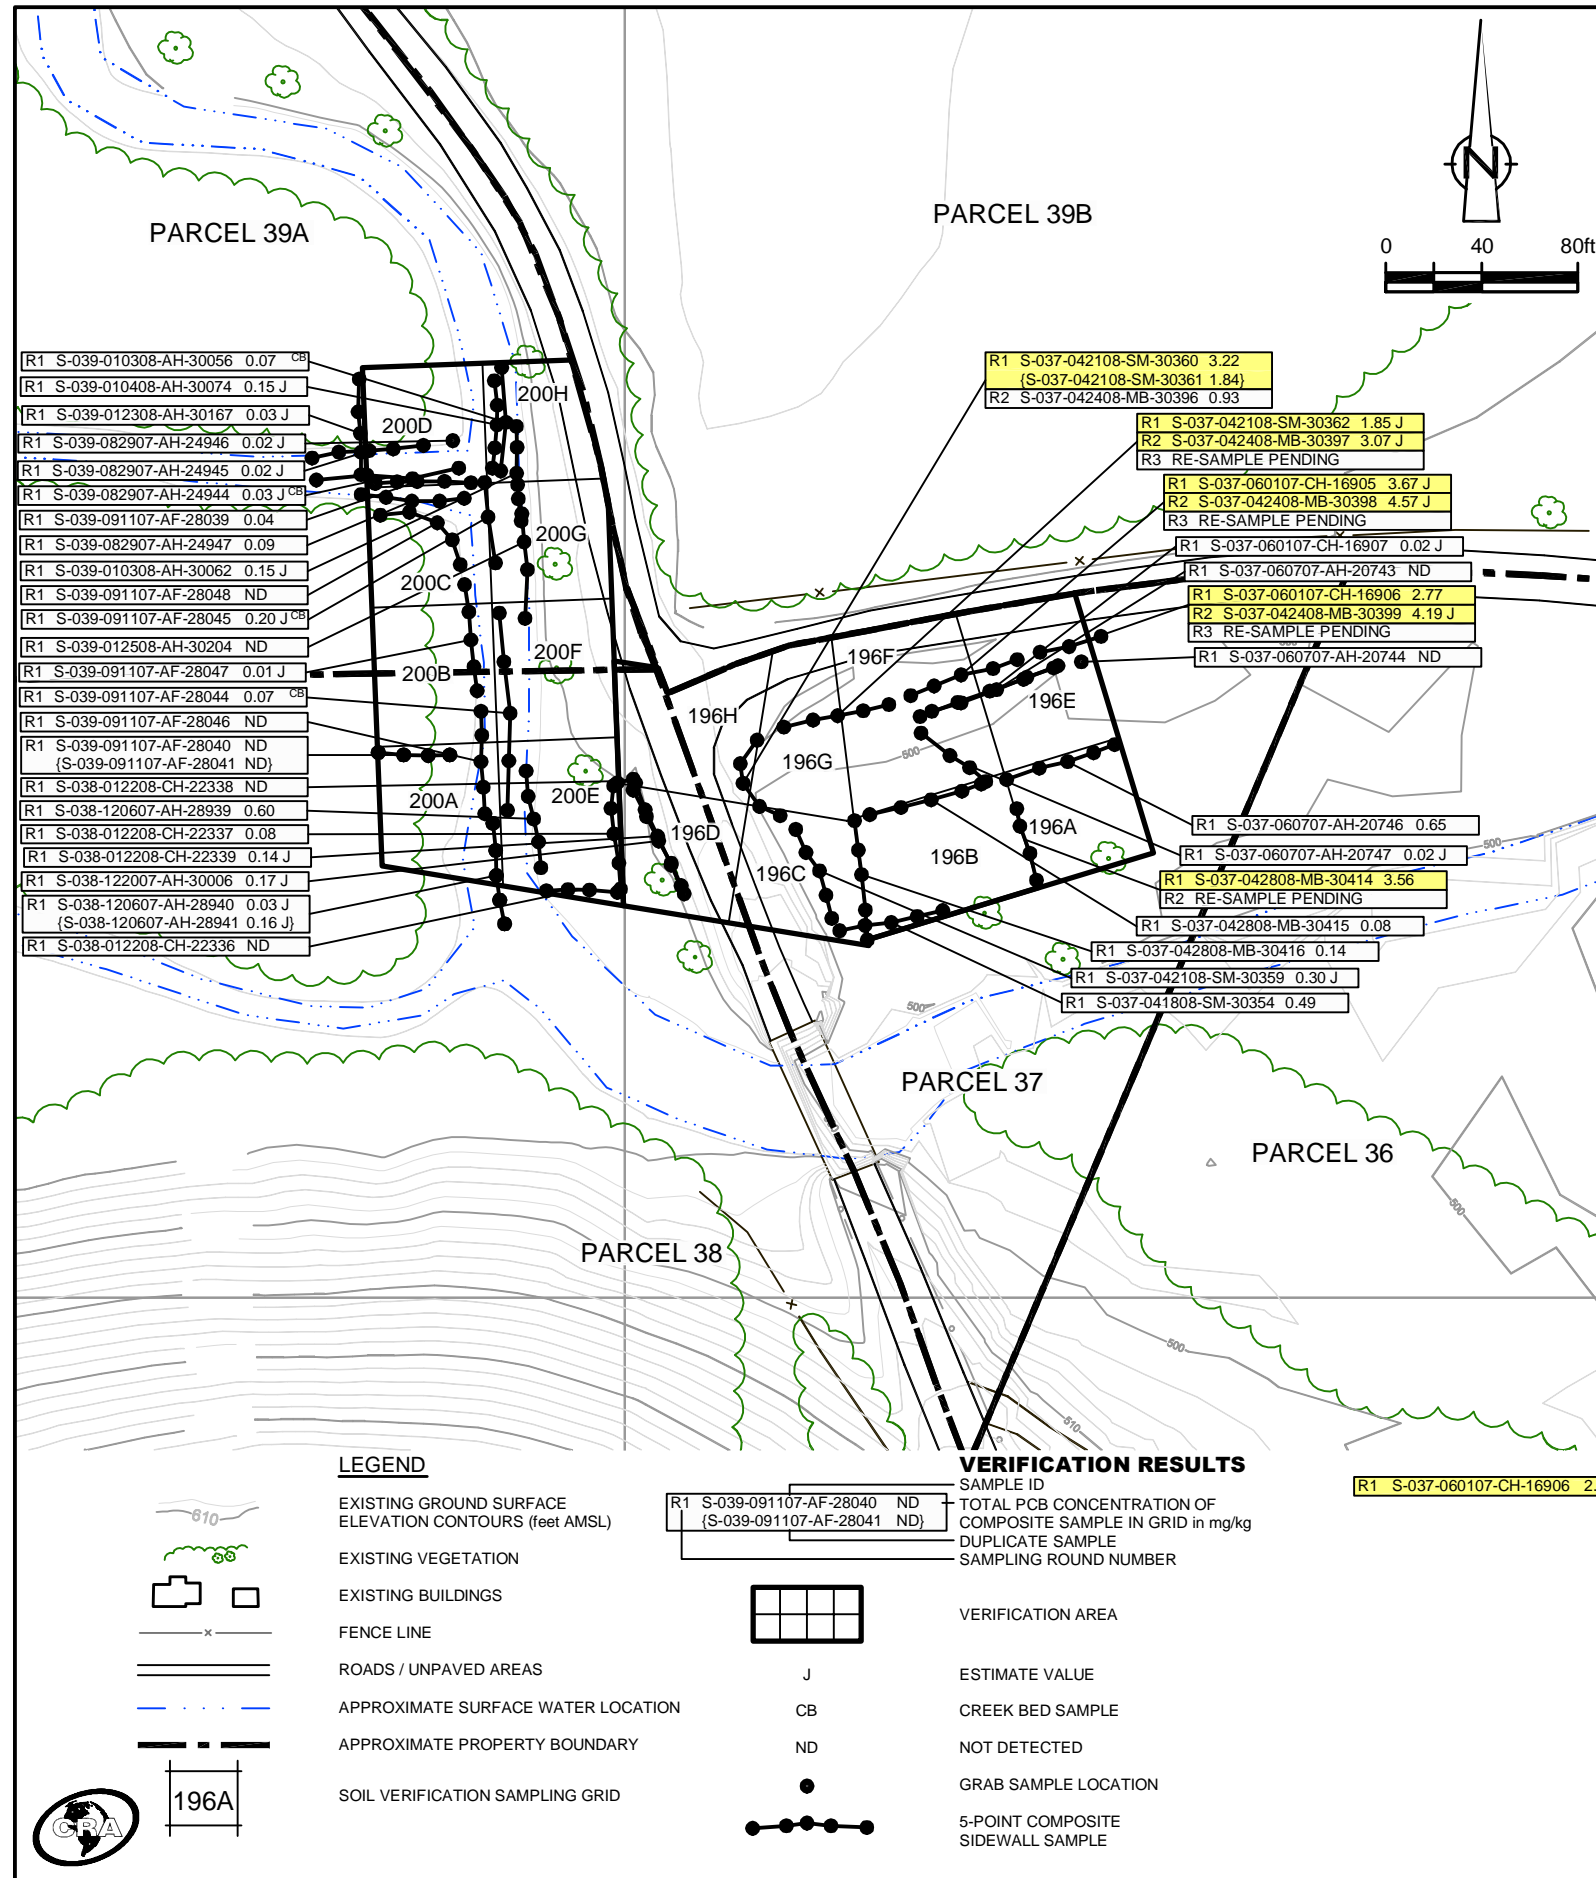 PARCEL 39A
PARCEL 39B
N
0 40 80ft
R1 S-039-010308-AH-30056 0.07 CB
R1 S-039-010408-AH-30074 0.15 J
R1 S-039-012308-AH-30167 0.03 J
R1 S-039-082907-AH-24946 0.02 J
R1 S-039-082907-AH-24945 0.02 J
R1 S-039-082907-AH-24944 0.03 J CB
R1 S-039-091107-AF-28039 0.04
R1 S-039-082907-AH-24947 0.09
R1 S-039-010308-AH-30062 0.15 J
R1 S-039-091107-AF-28048 ND
R1 S-039-091107-AF-28045 0.20 J CB
R1 S-039-012508-AH-30204 ND
R1 S-039-091107-AF-28047 0.01 J
R1 S-039-091107-AF-28044 0.07 CB
R1 S-039-091107-AF-28046 ND
R1 S-039-091107-AF-28040 ND
{S-039-091107-AF-28041 ND}
R1 S-038-012208-CH-22338 ND
R1 S-038-120607-AH-28939 0.60
R1 S-038-012208-CH-22337 0.08
R1 S-038-012208-CH-22339 0.14 J
R1 S-038-122007-AH-30006 0.17 J
R1 S-038-120607-AH-28940 0.03 J
{S-038-120607-AH-28941 0.16 J}
R1 S-038-012208-CH-22336 ND
200H
200D
200G
200C
200F
200B
200A
200E
196D
196H
196F
196G
196E
196C
196B
196A
R1 S-037-042108-SM-30360 3.22
{S-037-042108-SM-30361 1.84}
R2 S-037-042408-MB-30396 0.93
R1 S-037-042108-SM-30362 1.85 J
R2 S-037-042408-MB-30397 3.07 J
R3 RE-SAMPLE PENDING
R1 S-037-060107-CH-16905 3.67 J
R2 S-037-042408-MB-30398 4.57 J
R3 RE-SAMPLE PENDING
R1 S-037-060107-CH-16907 0.02 J
R1 S-037-060707-AH-20743 ND
R1 S-037-060107-CH-16906 2.77
R2 S-037-042408-MB-30399 4.19 J
R3 RE-SAMPLE PENDING
R1 S-037-060707-AH-20744 ND
R1 S-037-060707-AH-20746 0.65
R1 S-037-060707-AH-20747 0.02 J
R1 S-037-042808-MB-30414 3.56
R2 RE-SAMPLE PENDING
R1 S-037-042808-MB-30415 0.08
R1 S-037-042808-MB-30416 0.14
R1 S-037-042108-SM-30359 0.30 J
R1 S-037-041808-SM-30354 0.49
500
500
500
500
500
510
PARCEL 37
PARCEL 36
PARCEL 38
LEGEND
610
EXISTING GROUND SURFACE
ELEVATION CONTOURS (feet AMSL)
EXISTING VEGETATION
EXISTING BUILDINGS
FENCE LINE
ROADS / UNPAVED AREAS
APPROXIMATE SURFACE WATER LOCATION
APPROXIMATE PROPERTY BOUNDARY
196A
SOIL VERIFICATION SAMPLING GRID
CRA
VERIFICATION RESULTS
R1 S-039-091107-AF-28040 ND
{S-039-091107-AF-28041 ND}
SAMPLE ID
TOTAL PCB CONCENTRATION OF
COMPOSITE SAMPLE IN GRID in mg/kg
DUPLICATE SAMPLE
SAMPLING ROUND NUMBER
R1 S-037-060107-CH-16906 2.
VERIFICATION AREA
J ESTIMATE VALUE
CB CREEK BED SAMPLE
ND NOT DETECTED
GRAB SAMPLE LOCATION
5-POINT COMPOSITE
SIDEWALL SAMPLE